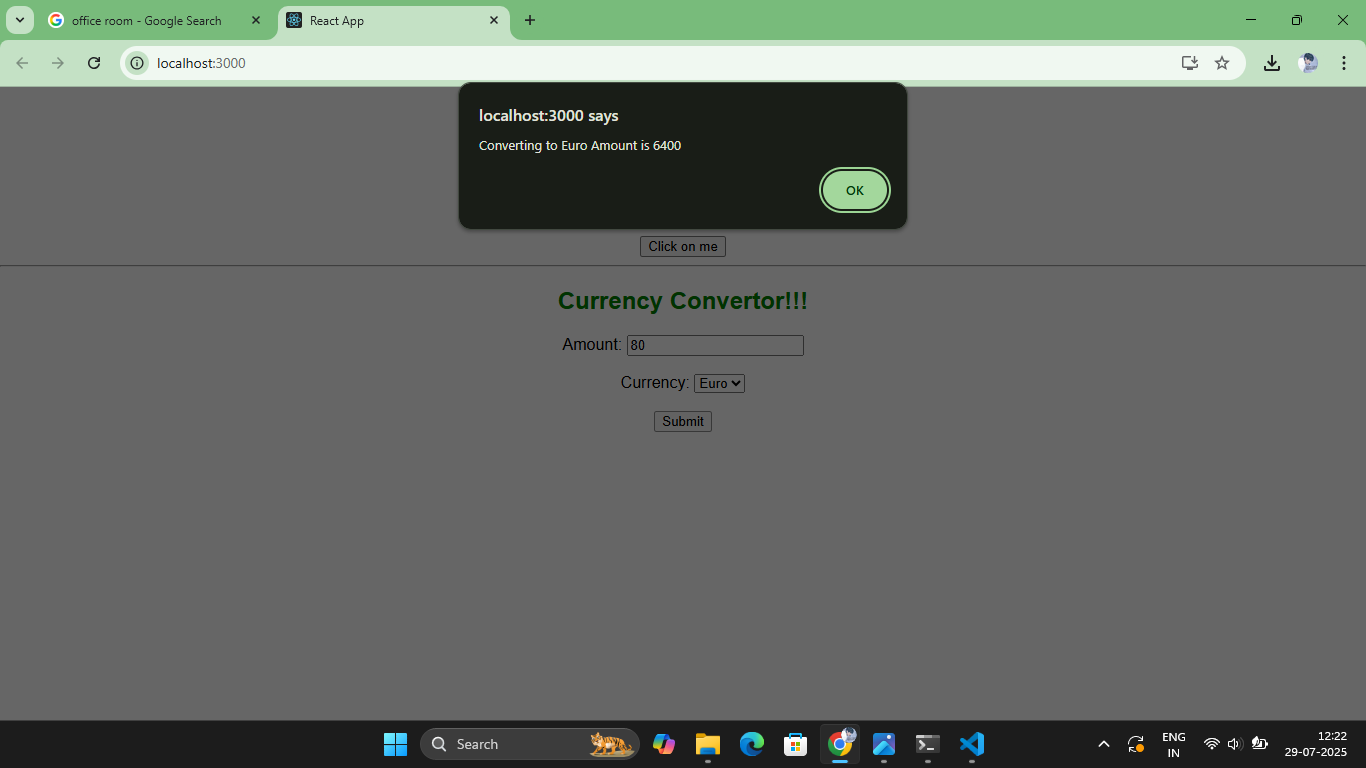 office room - Google Search
React App
localhost:3000
localhost:3000 says
Converting to Euro Amount is 6400
OK
Click on me
Currency Convertor!!!
Amount: 80
Currency: Euro
Submit
Search
ENG
IN
12:22
29-07-2025